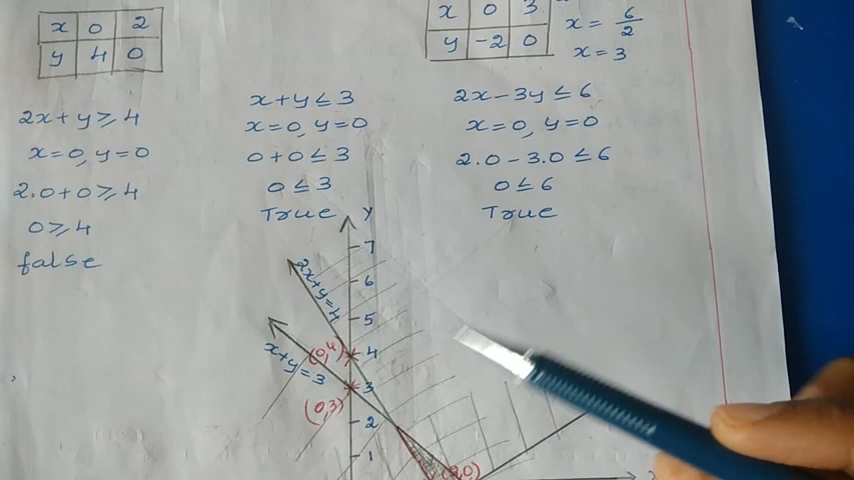 x 0 2
y 4 0
x 0 3
y -2 0
x = 6/2
x = 3
2x+y ≥ 4
x=0, y=0
2.0+0 ≥ 4
0 ≥ 4
false
x+y ≤ 3
x=0, y=0
0+0 ≤ 3
0 ≤ 3
True
2x-3y ≤ 6
x=0, y=0
2.0-3.0 ≤ 6
0 ≤ 6
True
Y
7
6
5
4
3
2
1
2x+y=4
x+y=3
(0,4)
(0,3)